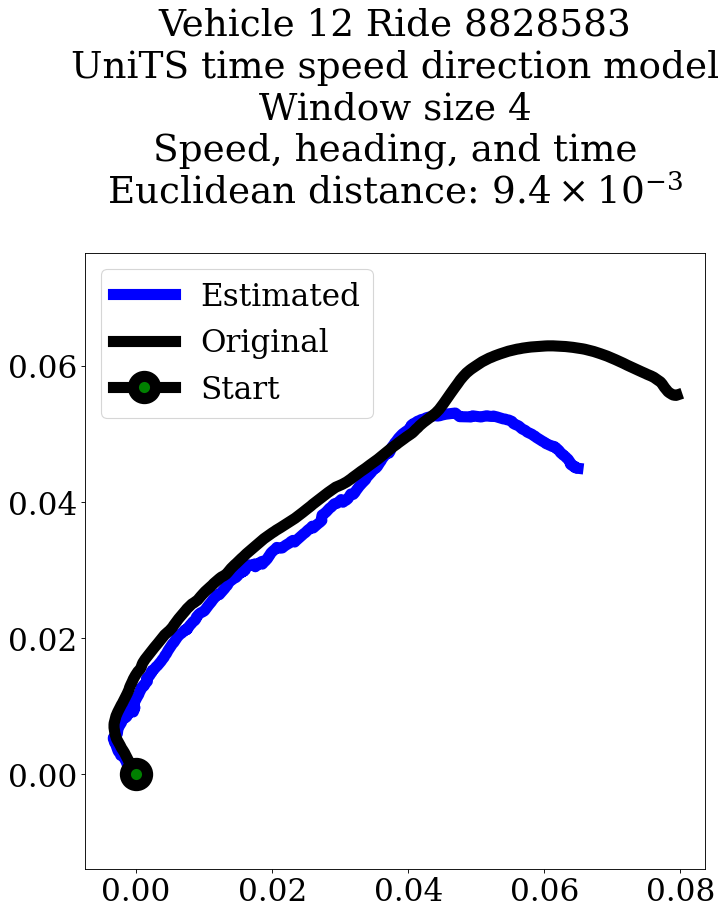 Vehicle 12 Ride 8828583
UniTS time speed direction model
Window size 4
Speed, heading, and time
Euclidean distance: 9.4 × 10⁻³
Estimated
Original
Start
0.06
0.04
0.02
0.00
0.00 0.02 0.04 0.06 0.08